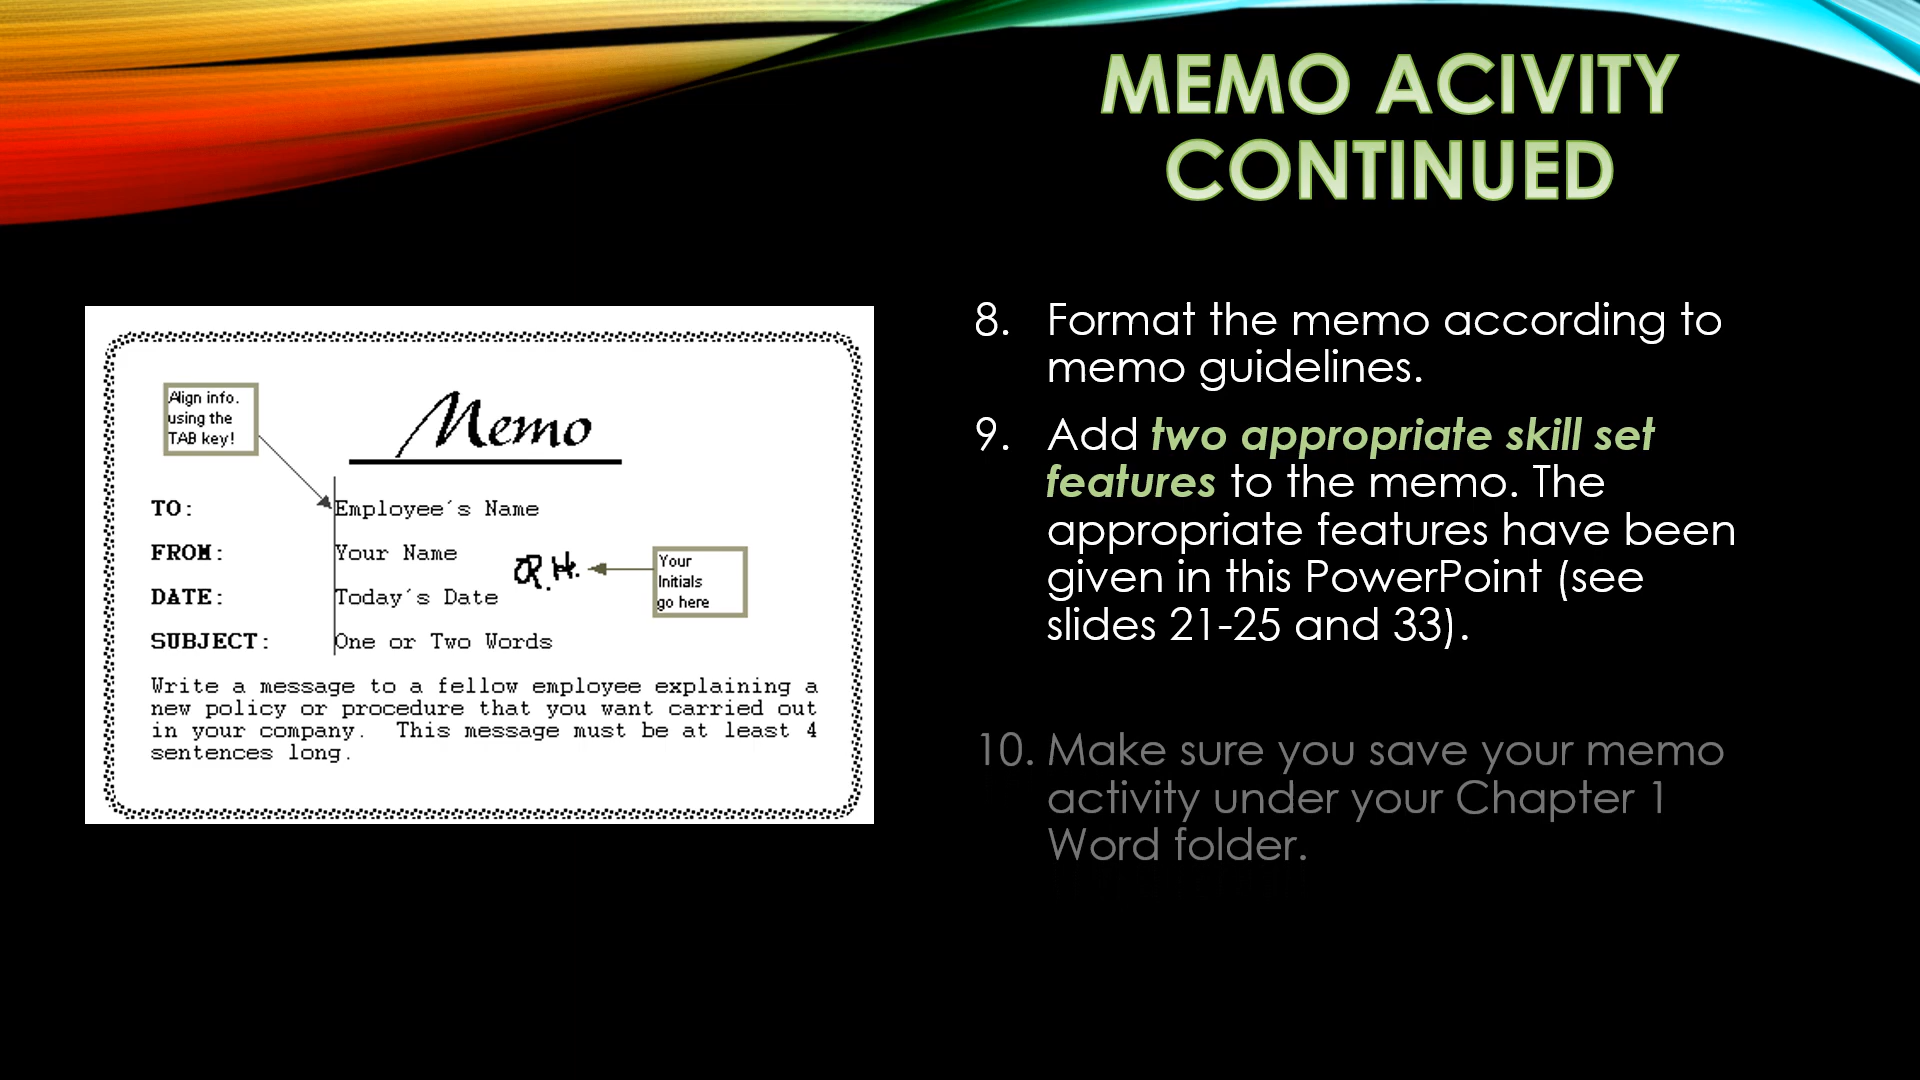 MEMO ACIVITY
CONTINUED
Align info.
using the
TAB key!
Memo
TO: Employee´s Name
FROM: Your Name
R.H.
Your
Initials
go here
DATE: Today´s Date
SUBJECT: One or Two Words
Write a message to a fellow employee explaining a
new policy or procedure that you want carried out
in your company. This message must be at least 4
sentences long.
8. Format the memo according to
memo guidelines.
9. Add two appropriate skill set
features to the memo. The
appropriate features have been
given in this PowerPoint (see
slides 21-25 and 33).
10. Make sure you save your memo
activity under your Chapter 1
Word folder.